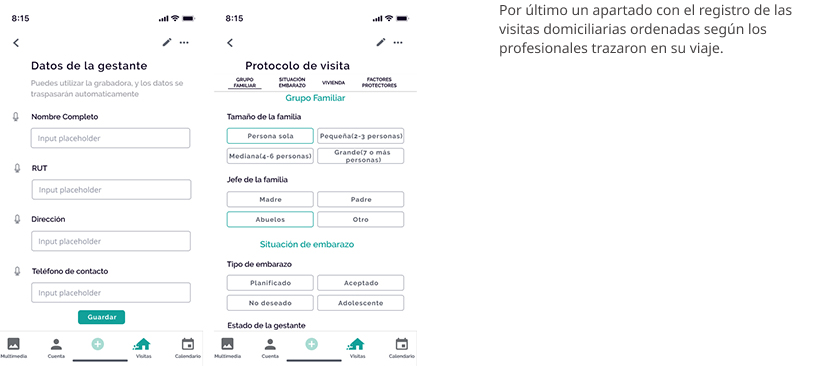 8:15
Datos de la gestante
Puedes utilizar la grabadora, y los datos se
traspasarán automaticamente
Nombre Completo
Input placeholder
RUT
Input placeholder
Dirección
Input placeholder
Teléfono de contacto
Input placeholder
Guardar
Multimedia
Cuenta
Visitas
Calendario
8:15
Protocolo de visita
GRUPO
FAMILIAR
SITUACIÓN
EMBARAZO
VIVIENDA
FACTORES
PROTECTORES
Grupo Familiar
Tamaño de la familia
Persona sola
Pequeña(2-3 personas)
Mediana(4-6 personas)
Grande(7 o más
personas)
Jefe de la familia
Madre
Padre
Abuelos
Otro
Situación de embarazo
Tipo de embarazo
Planificado
Aceptado
No deseado
Adolescente
Estado de la gestante
Multimedia
Cuenta
Visitas
Calendario
Por último un apartado con el registro de las
visitas domiciliarias ordenadas según los
profesionales trazaron en su viaje.